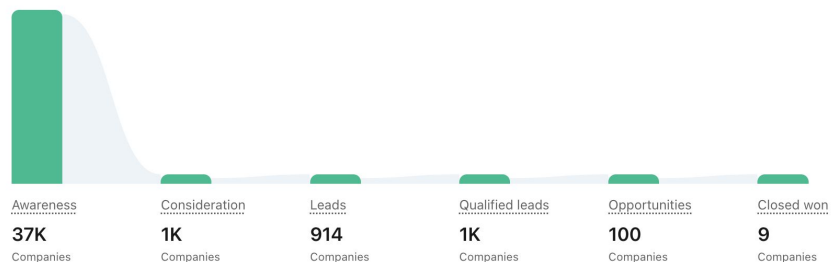 Awareness Consideration Leads Qualified leads Opportunities Closed won
37K 1K 914 1K 100 9
Companies Companies Companies Companies Companies Companies